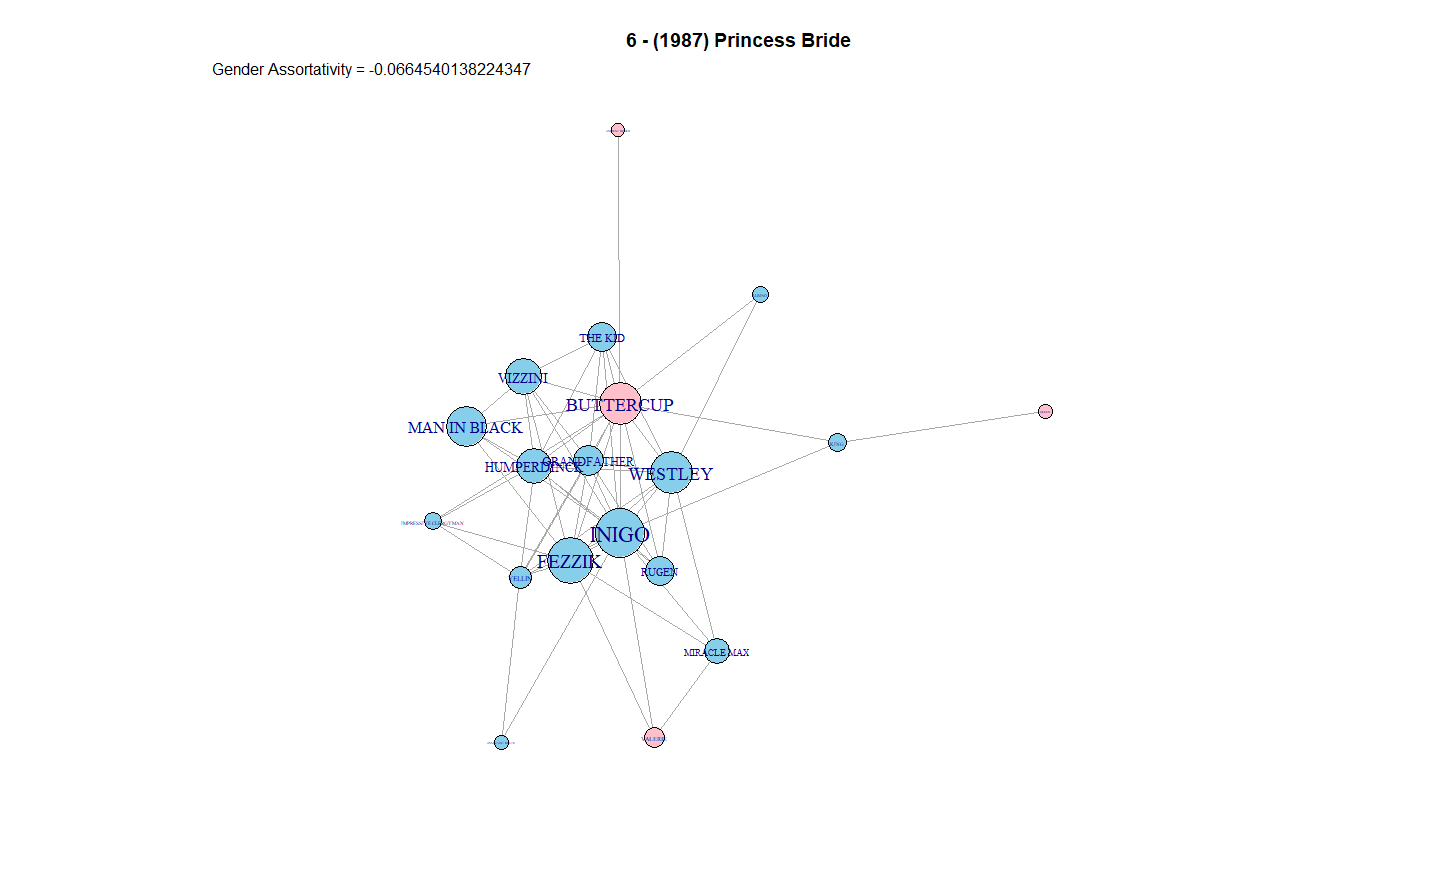 6 - (1987) Princess Bride
Gender Assortativity = -0.0664540138224347
THE KID
VIZZINI
BUTTERCUP
MAN IN BLACK
KING
GRANDFATHER
HUMPERDINCK
WESTLEY
IMPRESSIVE CLERGYMAN
INIGO
FEZZIK
RUGEN
YELLIN
MIRACLE MAX
VALERIE